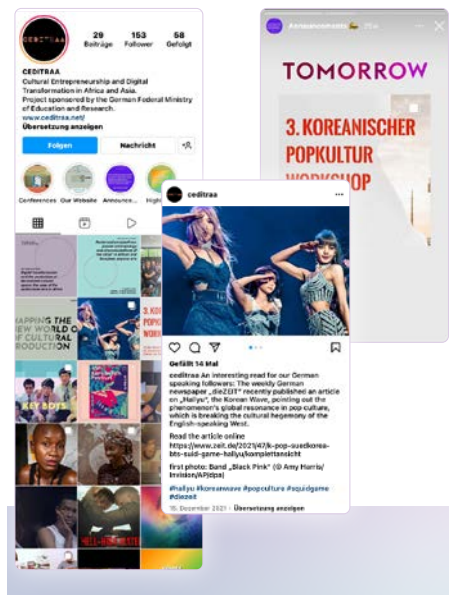 CEDITRAA
29 153 58
Beiträge Follower Gefolgt
CEDITRAA
Cultural Entrepreneurship and Digital
Transformation in Africa and Asia.
Project sponsored by the German Federal Ministry
of Education and Research.
www.ceditraa.net/
Übersetzung anzeigen
Folgen
Nachricht
Conferences
Our Website
Announce...
MAPPING THE
NEW WORLD O
OF CULTURAL
PRODUCTION
KEY BOYS
TOMORROW
3. KOREANISCHER
POPKULTUR
WORKSHOP
ceditraa
Gefällt 14 Mal
ceditraa An interesting read for our German
speaking followers: The weekly German
newspaper „dieZEIT“ recently published an article
on „Hallyu“, the Korean Wave, pointing out the
phenomenon's global resonance in pop culture,
which is breaking the cultural hegemony of the
English-speaking West.
Read the article online
https://www.zeit.de/2021/47/k-pop-suedkorea-
bts-suid-game-hallyu/komplettansicht
first photo: Band „Black Pink“ (© Amy Harris/
Invision/AP/dpa)
#hallyu #koreanwave #popculture #squidgame
#diezeit
15. Dezember 2021 · Übersetzung anzeigen